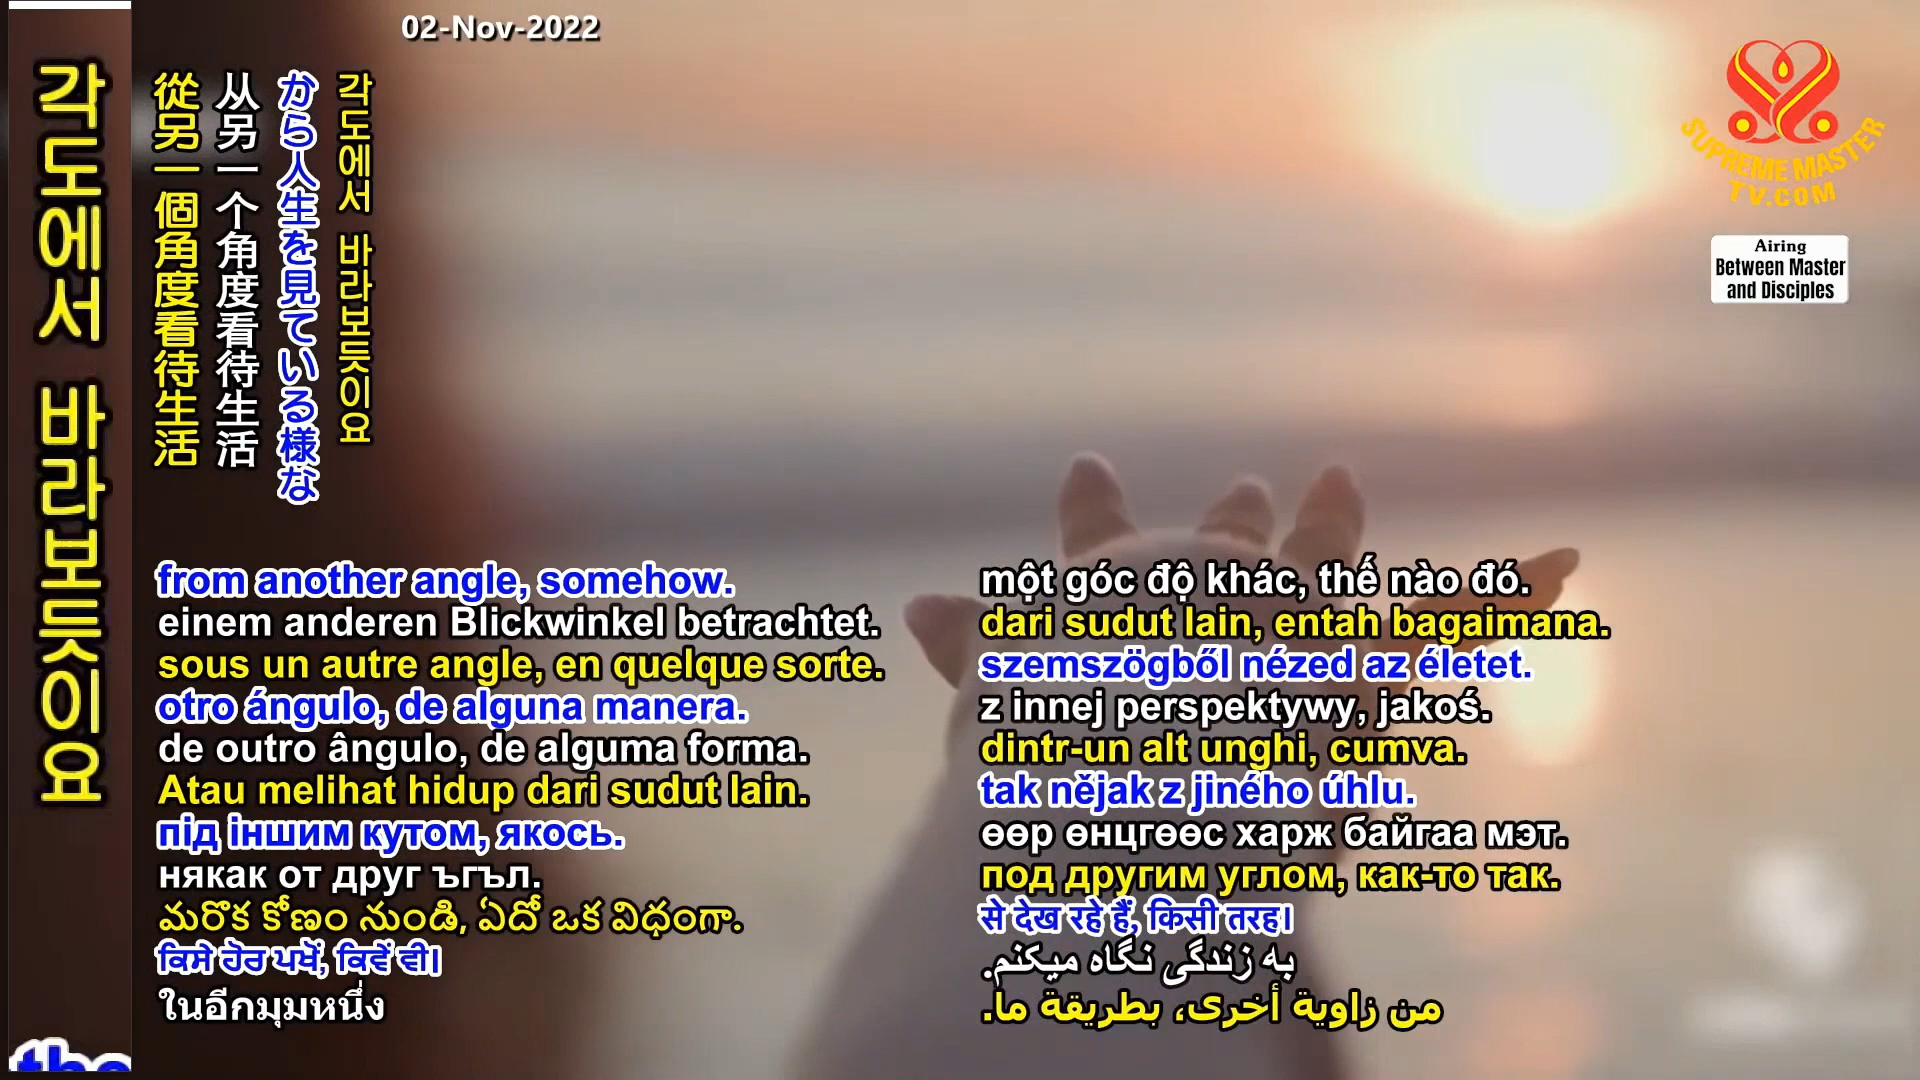 02-Nov-2022
각도에서 바라보듯이요
從另一個角度看待生活
从另一个角度看待生活
から人生を見ている様な
각도에서 바라보듯이요
SUPREME MASTER
TV.COM
Airing
Between Master
and Disciples
from another angle, somehow.
einem anderen Blickwinkel betrachtet.
sous un autre angle, en quelque sorte.
otro ángulo, de alguna manera.
de outro ângulo, de alguma forma.
Atau melihat hidup dari sudut lain.
під іншим кутом, якось.
някак от друг ъгъл.
మరొక కోణం నుండి, ఏదో ఒక విధంగా.
ਕਿਸੇ ਹੋਰ ਪਖੋਂ, ਕਿਵੇਂ ਵੀ।
ในอีกมุมหนึ่ง
một góc độ khác, thế nào đó.
dari sudut lain, entah bagaimana.
szemszögből nézed az életet.
z innej perspektywy, jakoś.
dintr-un alt unghi, cumva.
tak nějak z jiného úhlu.
өөр өнцгөөс харж байгаа мэт.
под другим углом, как-то так.
से देख रहे हैं, किसी तरह।
به زندگی نگاه میکنم.
من زاوية أخرى، بطريقة ما.
the